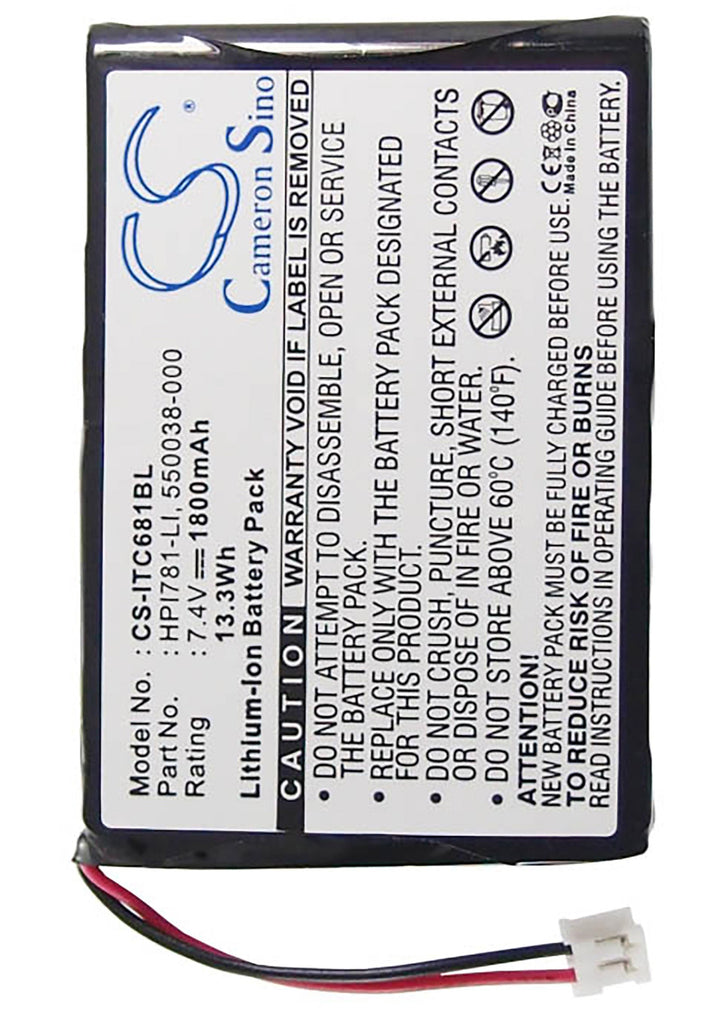 CS®
Cameron Sino
Model No. : CS-ITC681BL
Part No. : HPI781-LI, 550038-000
Rating : 7.4V 1800mAh
13.3Wh
Lithium-Ion Battery Pack
CAUTION WARRANTY VOID IF LABEL IS REMOVED
• DO NOT ATTEMPT TO DISASSEMBLE, OPEN OR SERVICE
THE BATTERY PACK.
• REPLACE ONLY WITH THE BATTERY PACK DESIGNATED
FOR THIS PRODUCT.
• DO NOT CRUSH, PUNCTURE, SHORT EXTERNAL CONTACTS
OR DISPOSE OF IN FIRE OR WATER.
• DO NOT STORE ABOVE 60°C (140°F).
ATTENTION!
NEW BATTERY PACK MUST BE FULLY CHARGED BEFORE USE.
TO REDUCE RISK OF FIRE OR BURNS
READ INSTRUCTIONS IN OPERATING GUIDE BEFORE USING THE BATTERY.
CE
Made In China